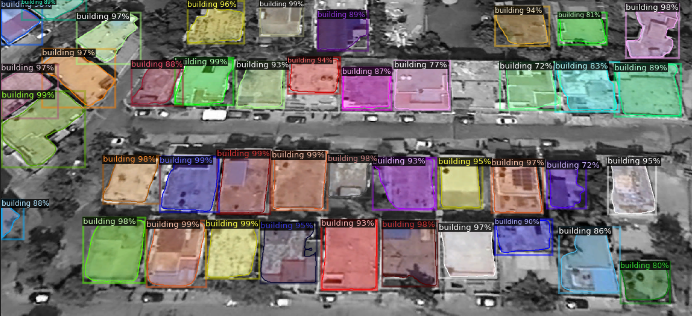 building 97%
building 96%
building 99%
building 89%
building 94%
building 81%
building 98%
building 97%
building 97%
building 99%
building 88%
building 99%
building 93%
building 94%
building 87%
building 77%
building 72%
building 83%
building 89%
building 98%
building 99%
building 99%
building 99%
building 98%
building 93%
building 95%
building 97%
building 72%
building 95%
building 88%
building 98%
building 99%
building 99%
building 93%
building 98%
building 97%
building 90%
building 86%
building 80%